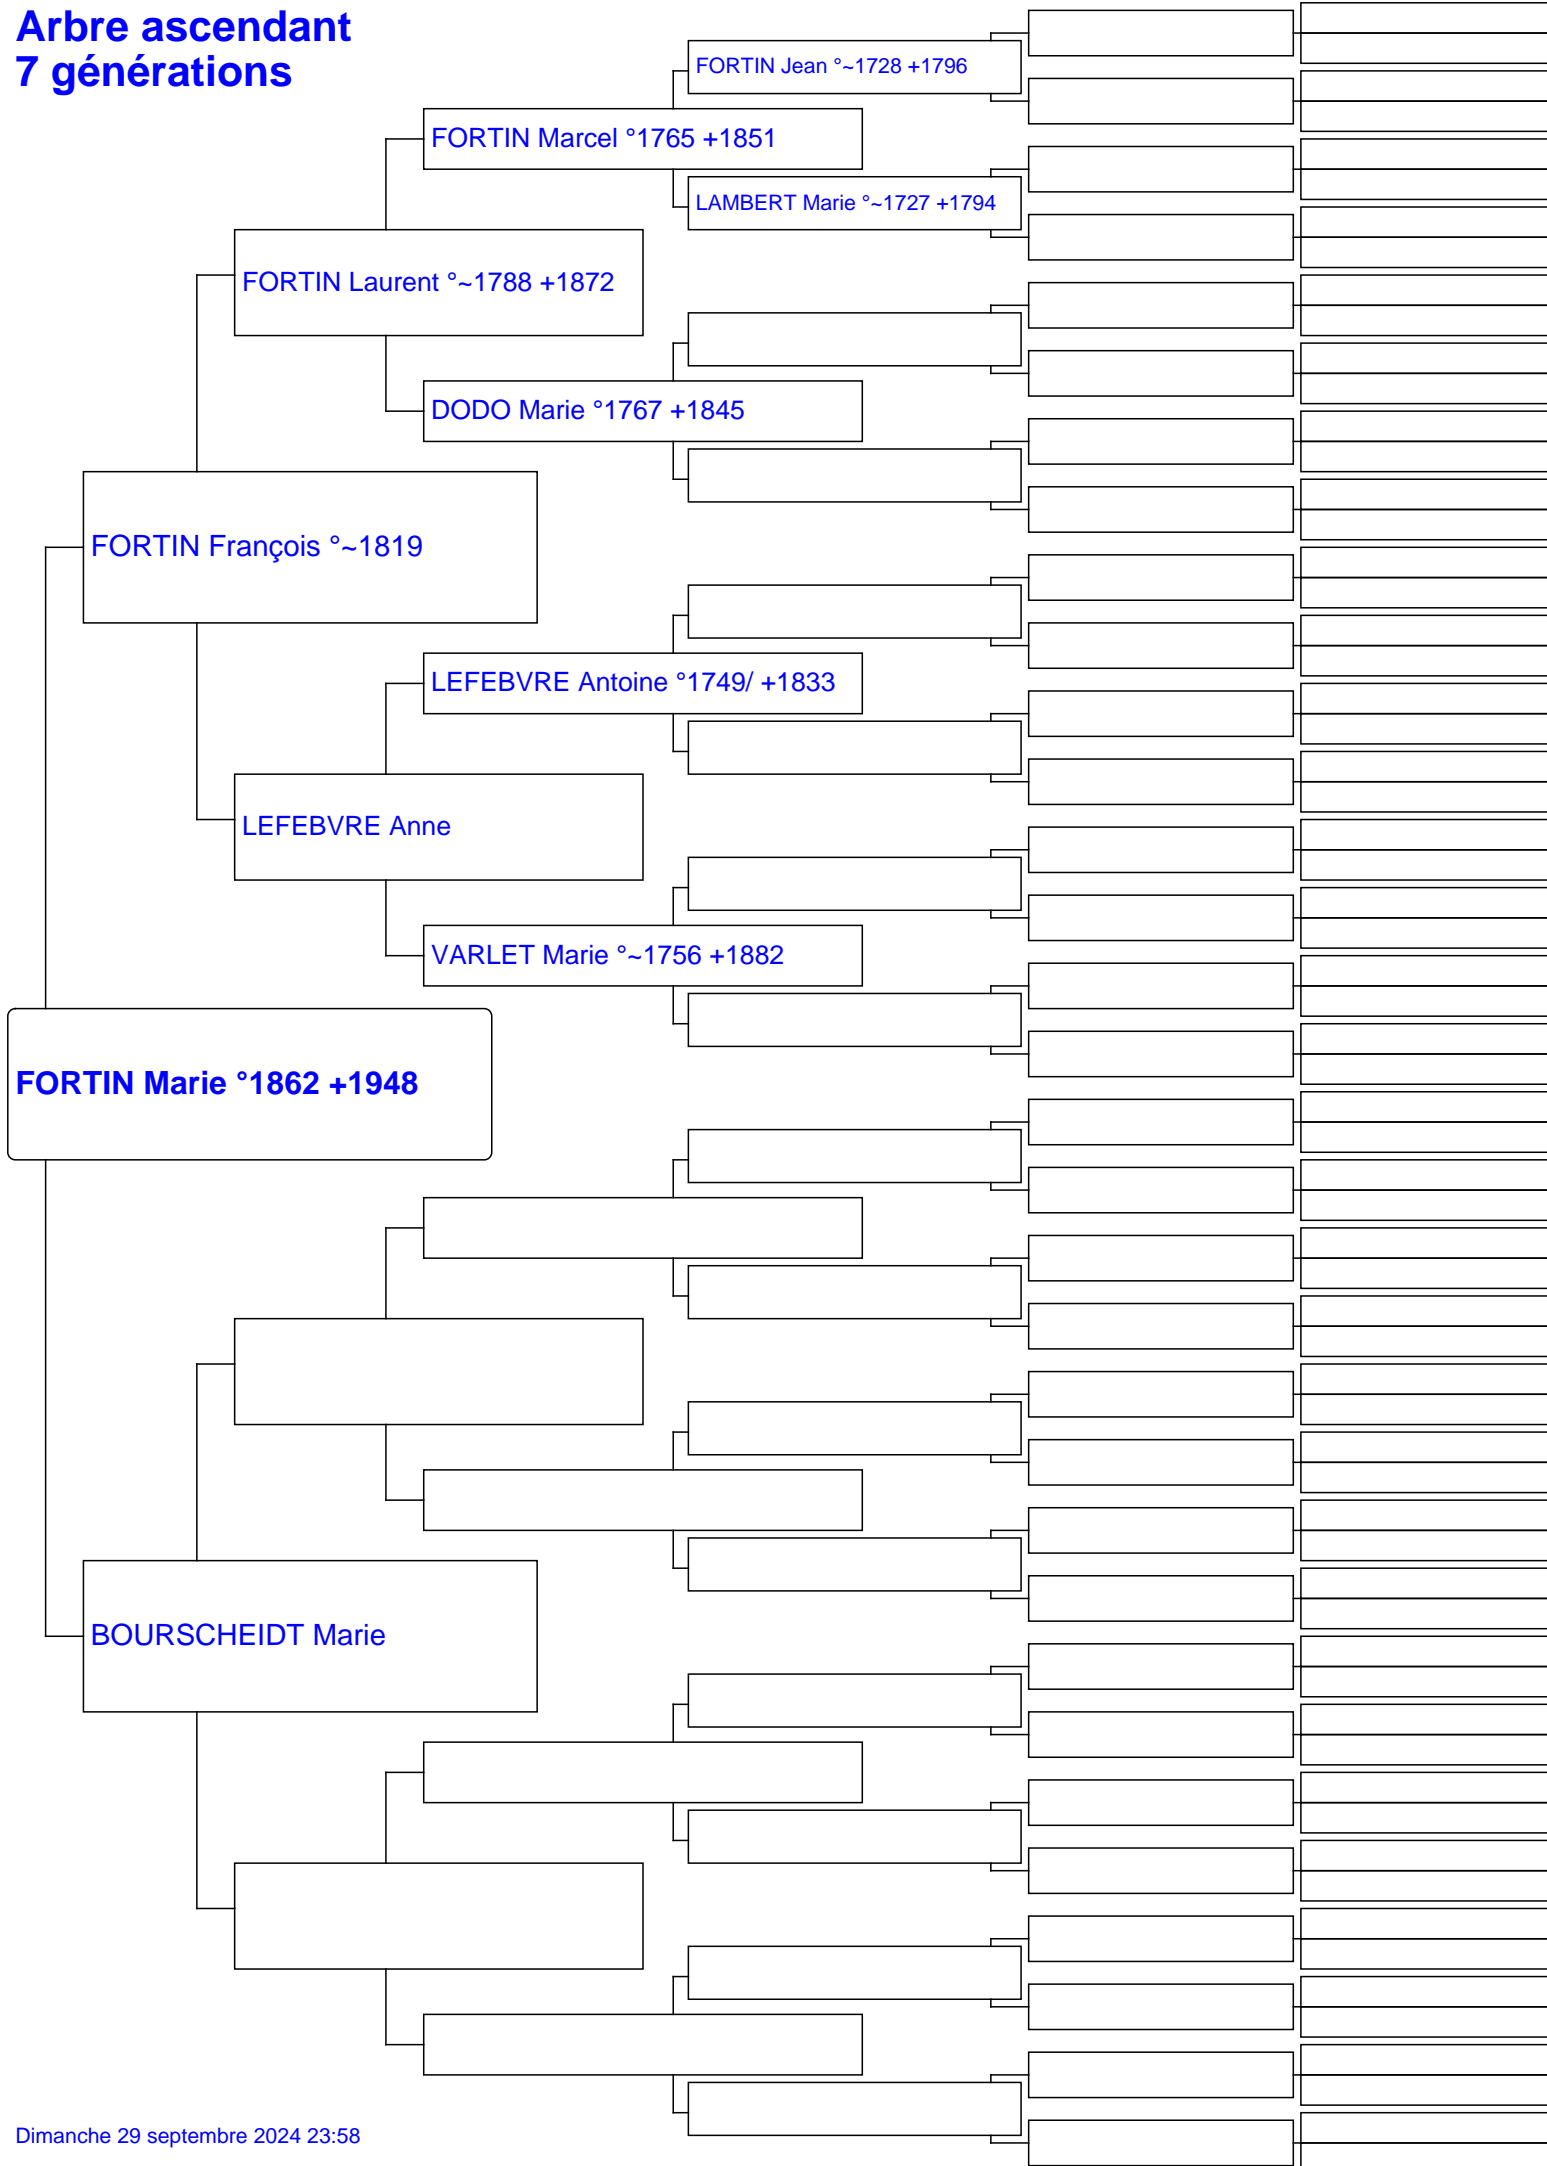 Arbre ascendant
7 générations
FORTIN Jean °~1728 +1796
FORTIN Marcel °1765 +1851
LAMBERT Marie °~1727 +1794
FORTIN Laurent °~1788 +1872
DODO Marie °1767 +1845
FORTIN François °~1819
LEFEBVRE Antoine °1749/ +1833
LEFEBVRE Anne
VARLET Marie °~1756 +1882
FORTIN Marie °1862 +1948
BOURSCHEIDT Marie
Dimanche 29 septembre 2024 23:58